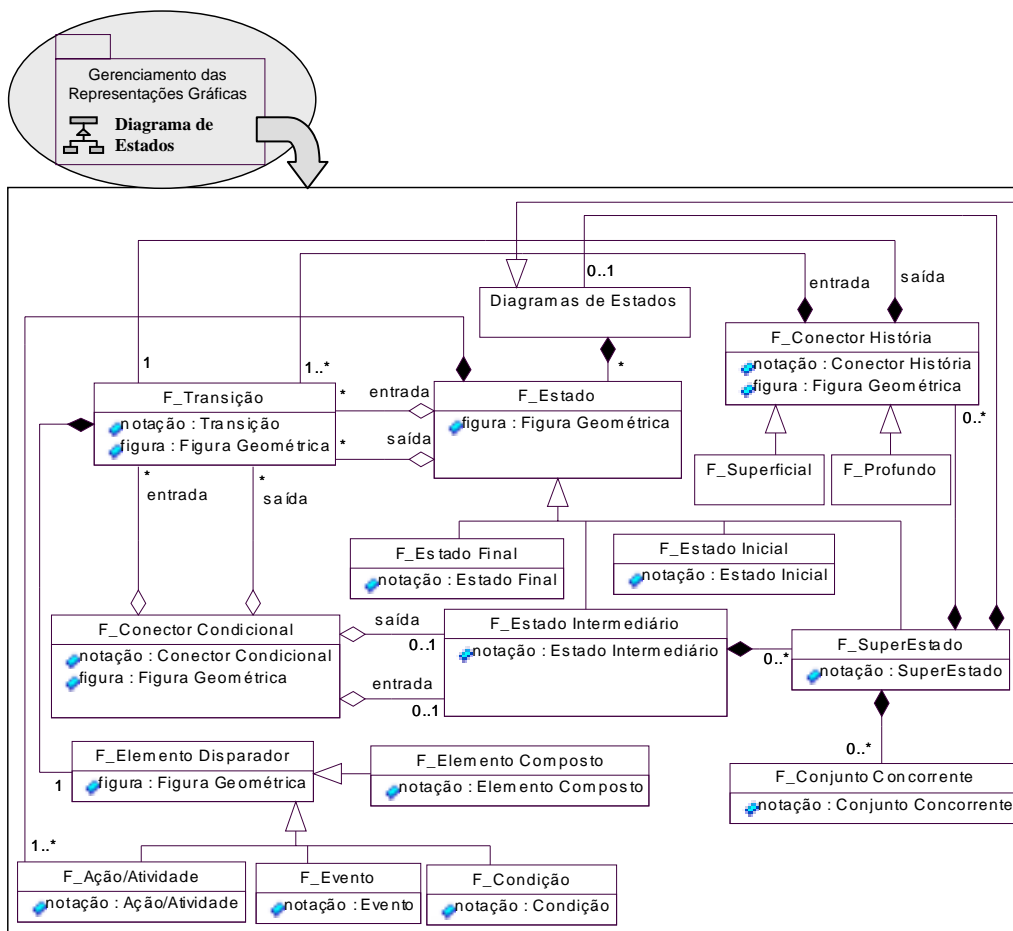 Gerenciamento das
Representações Gráficas
Diagrama de
Estados
0..1
entrada
saída
Diagramas de Estados
F_Conector História
notação : Conector História
figura : Figura Geométrica
1
1..*
*
entrada
*
F_Transição
notação : Transição
figura : Figura Geométrica
F_Estado
figura : Figura Geométrica
0..*
*
saída
F_Superficial
F_Profundo
*
entrada
*
saída
F_Estado Final
notação : Estado Final
F_Estado Inicial
notação : Estado Inicial
F_Conector Condicional
notação : Conector Condicional
figura : Figura Geométrica
saída
0..1
entrada
0..1
F_Estado Intermediário
notação : Estado Intermediário
0..*
F_SuperEstado
notação : SuperEstado
0..*
F_Elemento Disparador
figura : Figura Geométrica
1
F_Elemento Composto
notação : Elemento Composto
F_Conjunto Concorrente
notação : Conjunto Concorrente
1..*
F_Ação/Atividade
notação : Ação/Atividade
F_Evento
notação : Evento
F_Condição
notação : Condição